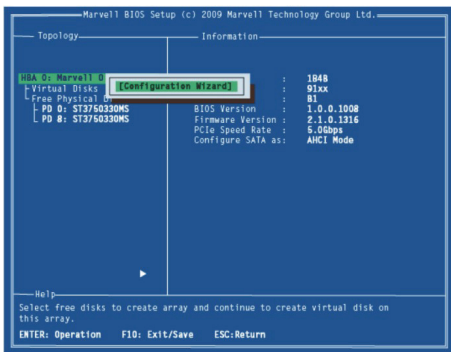 Marvell BIOS Setup (c) 2009 Marvell Technology Group Ltd.
Topology
Information
HBA 0: Marvell 0
Virtual Disks
Free Physical D
PD 0: ST3750330NS
PD 8: ST3750330NS
[Configuration Wizard]
: 1B4B
: 91xx
: B1
BIOS Version : 1.0.0.1008
Firmware Version : 2.1.0.1316
PCIe Speed Rate : 5.0Gbps
Configure SATA as: AHCI Mode
Help
Select free disks to create array and continue to create virtual disk on
this array.
ENTER: Operation F10: Exit/Save ESC:Return